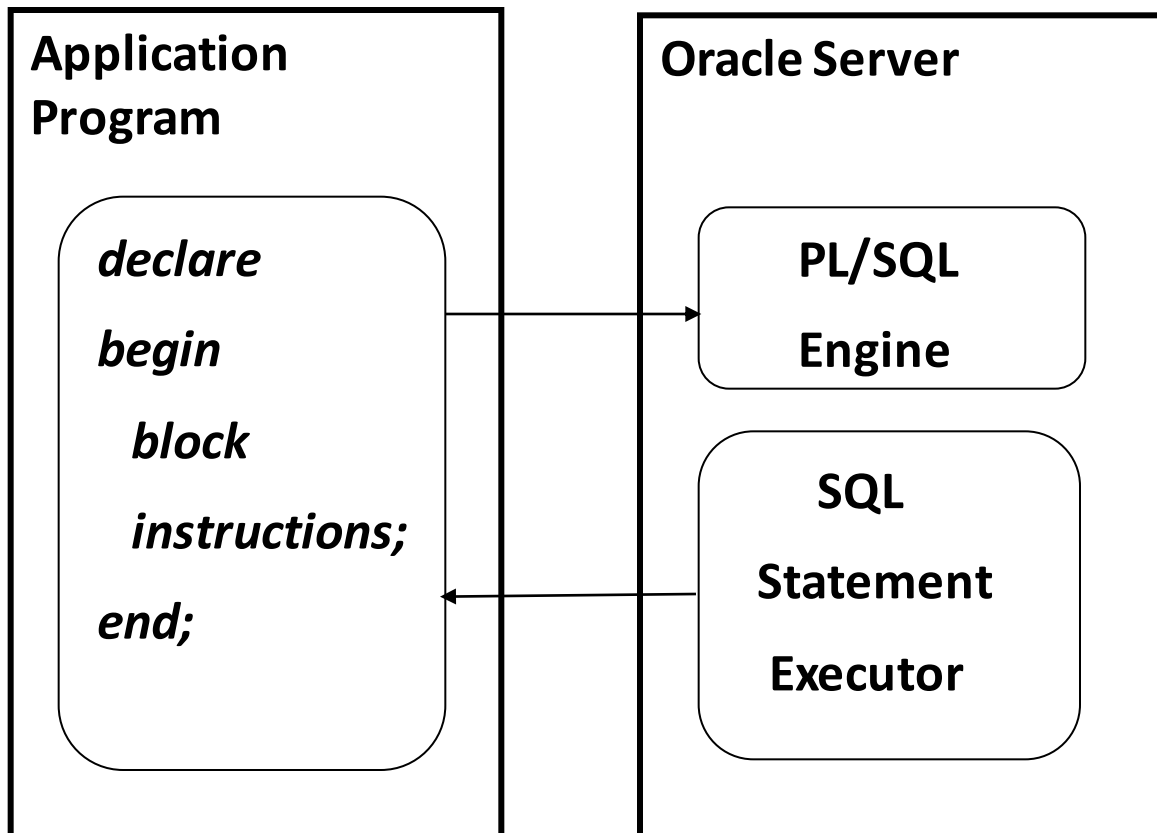 Application
Program
declare
begin
block
instructions;
end;
Oracle Server
PL/SQL
Engine
SQL
Statement
Executor